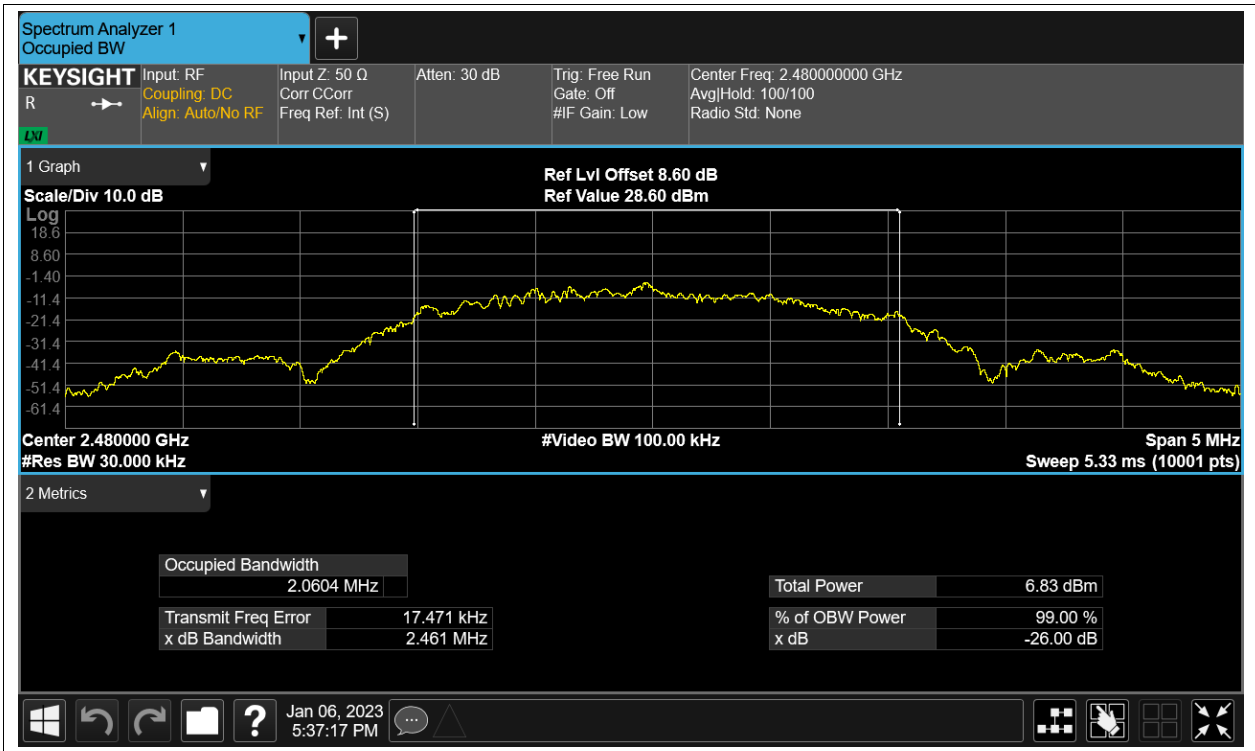 Spectrum Analyzer 1
Occupied BW
KEYSIGHT
R
LXI
Input: RF
Coupling: DC
Align: Auto/No RF
Input Z: 50 Ω
Corr CCorr
Freq Ref: Int (S)
Atten: 30 dB
Trig: Free Run
Gate: Off
#IF Gain: Low
Center Freq: 2.480000000 GHz
Avg|Hold: 100/100
Radio Std: None
1 Graph
Scale/Div 10.0 dB
Ref Lvl Offset 8.60 dB
Ref Value 28.60 dBm
Log
18.6
8.60
-1.40
-11.4
-21.4
-31.4
-41.4
-51.4
-61.4
Center 2.480000 GHz
#Video BW 100.00 kHz
Span 5 MHz
#Res BW 30.000 kHz
Sweep 5.33 ms (10001 pts)
2 Metrics
Occupied Bandwidth
2.0604 MHz
Total Power 6.83 dBm
Transmit Freq Error 17.471 kHz
% of OBW Power 99.00 %
x dB Bandwidth 2.461 MHz
x dB -26.00 dB
?
Jan 06, 2023
5:37:17 PM